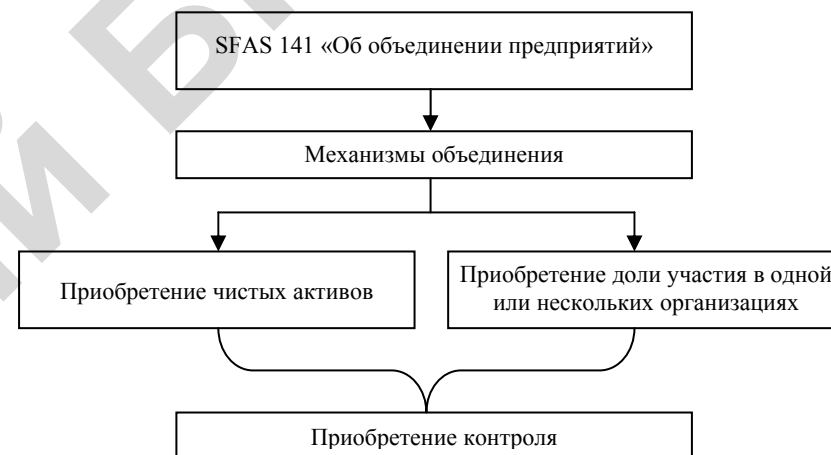 SFAS 141 «Об объединении предприятий»
Механизмы объединения
Приобретение чистых активов
Приобретение доли участия в одной
или нескольких организациях
Приобретение контроля